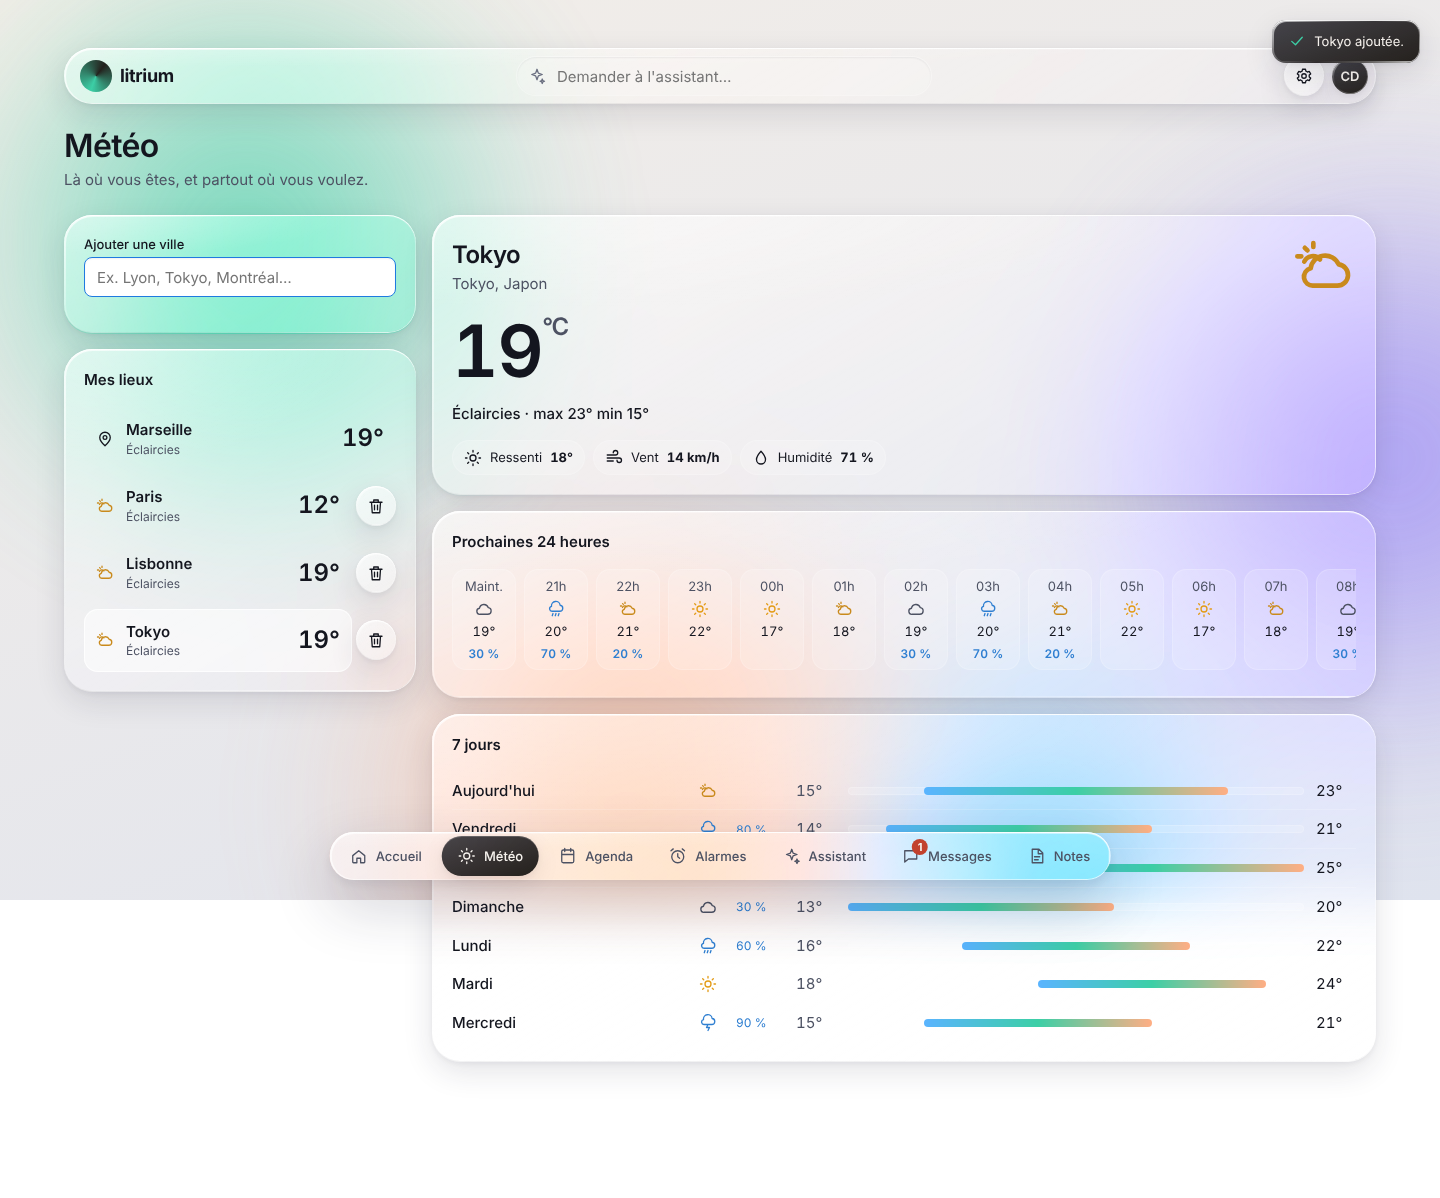 Tokyo ajoutée.
litrium
Demander à l'assistant...
CD
Météo
Là où vous êtes, et partout où vous voulez.
Ajouter une ville
Ex. Lyon, Tokyo, Montréal...
Mes lieux
Marseille
Éclaircies
19°
Paris
Éclaircies
12°
Lisbonne
Éclaircies
19°
Tokyo
Éclaircies
19°
Tokyo
Tokyo, Japon
19°C
Éclaircies · max 23° min 15°
Ressenti 18° Vent 14 km/h Humidité 71 %
Prochaines 24 heures
Maint. 21h 22h 23h 00h 01h 02h 03h 04h 05h 06h 07h 08h
19° 20° 21° 22° 17° 18° 19° 20° 21° 22° 17° 18° 19°
30 % 70 % 20 % 30 % 70 % 20 % 30 %
7 jours
Aujourd'hui 15° 23°
Vendredi 80 % 14° 21°
25°
Accueil Météo Agenda Alarmes Assistant 1 Messages Notes
Dimanche 30 % 13° 20°
Lundi 60 % 16° 22°
Mardi 18° 24°
Mercredi 90 % 15° 21°